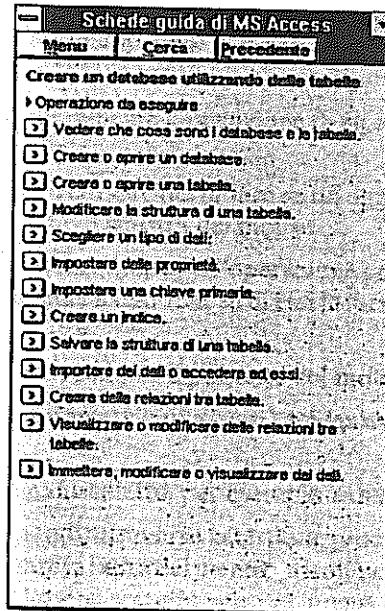 Schede guida di MS Access
Menu Cerca Precedente
Creare un database utilizzando delle tabelle
Operazione da eseguire
Vedere che cosa sono i database e le tabelle.
Creare o aprire un database.
Creare o aprire una tabella.
Modificare la struttura di una tabella.
Scegliere un tipo di dati.
Impostare delle proprietà.
Impostare una chiave primaria.
Creare un indice.
Salvare la struttura di una tabella.
Importare dei dati o accedere ad essi.
Creare delle relazioni tra tabelle.
Visualizzare o modificare delle relazioni tra
tabelle.
Immettere, modificare o visualizzare dei dati.